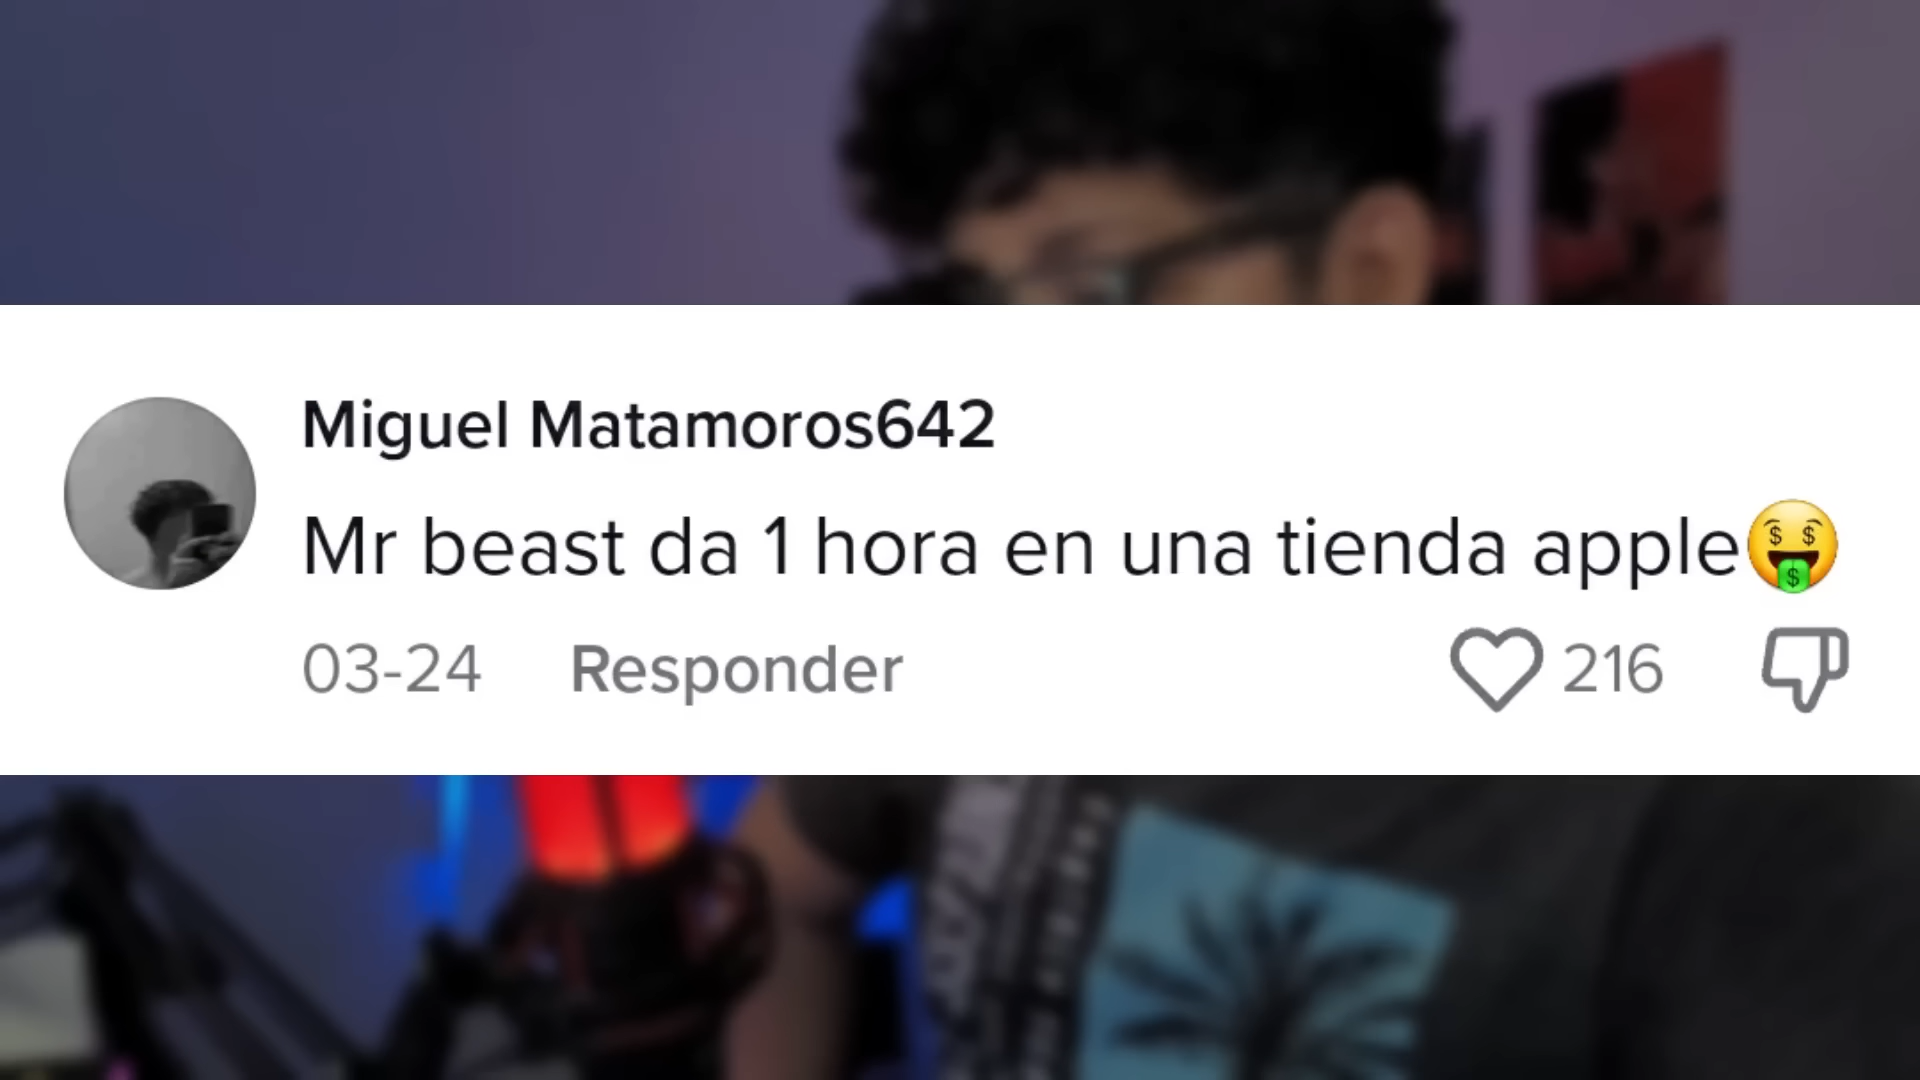 Miguel Matamoros642
Mr beast da 1 hora en una tienda apple🤑
03-24 Responder 216